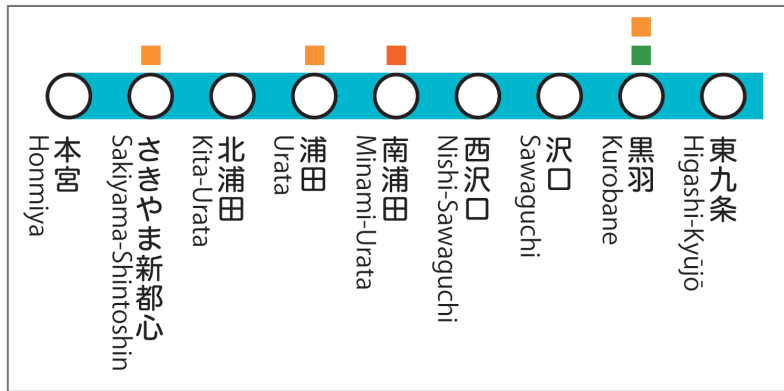 本宮
Honmiya
さきやま新都心
Sakiyama-Shintoshin
北浦田
Kita-Urata
浦田
Urata
南浦田
Minami-Urata
西沢口
Nishi-Sawaguchi
沢口
Sawaguchi
黒羽
Kurobane
東九条
Higashi-Kyūjō